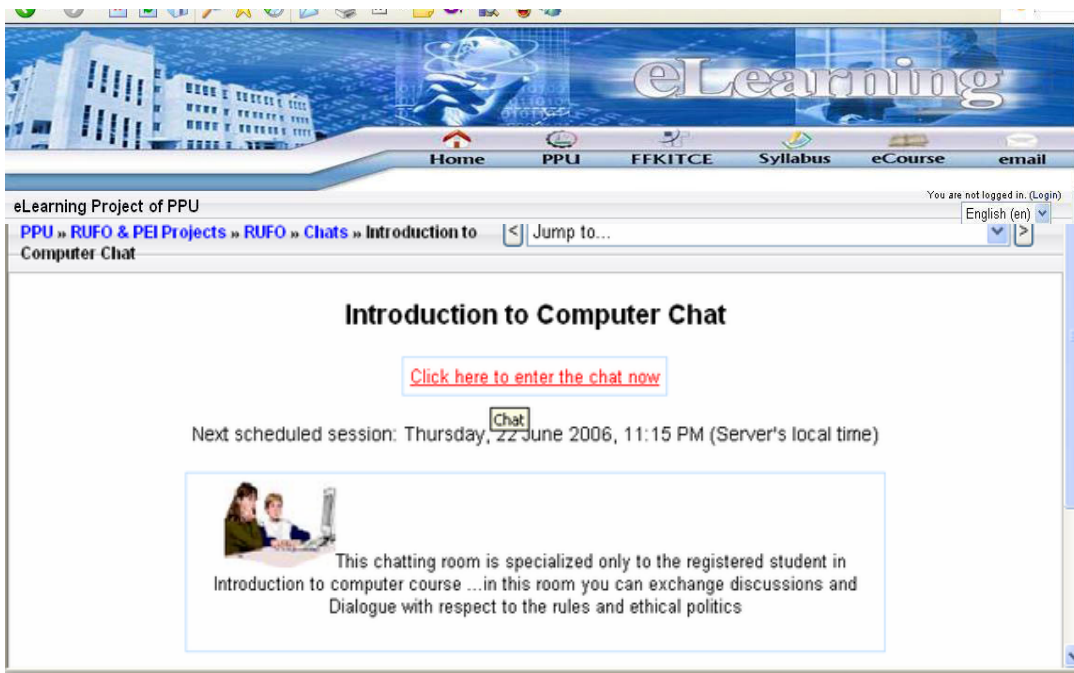 eLearning
Home PPU FFKITCE Syllabus eCourse email
You are not logged in. (Login)
eLearning Project of PPU
English (en)
PPU » RUFO & PEI Projects » RUFO » Chats » Introduction to
Computer Chat
Jump to...
Introduction to Computer Chat
Click here to enter the chat now
Chat
Next scheduled session: Thursday, 22 June 2006, 11:15 PM (Server's local time)
This chatting room is specialized only to the registered student in
Introduction to computer course ...in this room you can exchange discussions and
Dialogue with respect to the rules and ethical politics